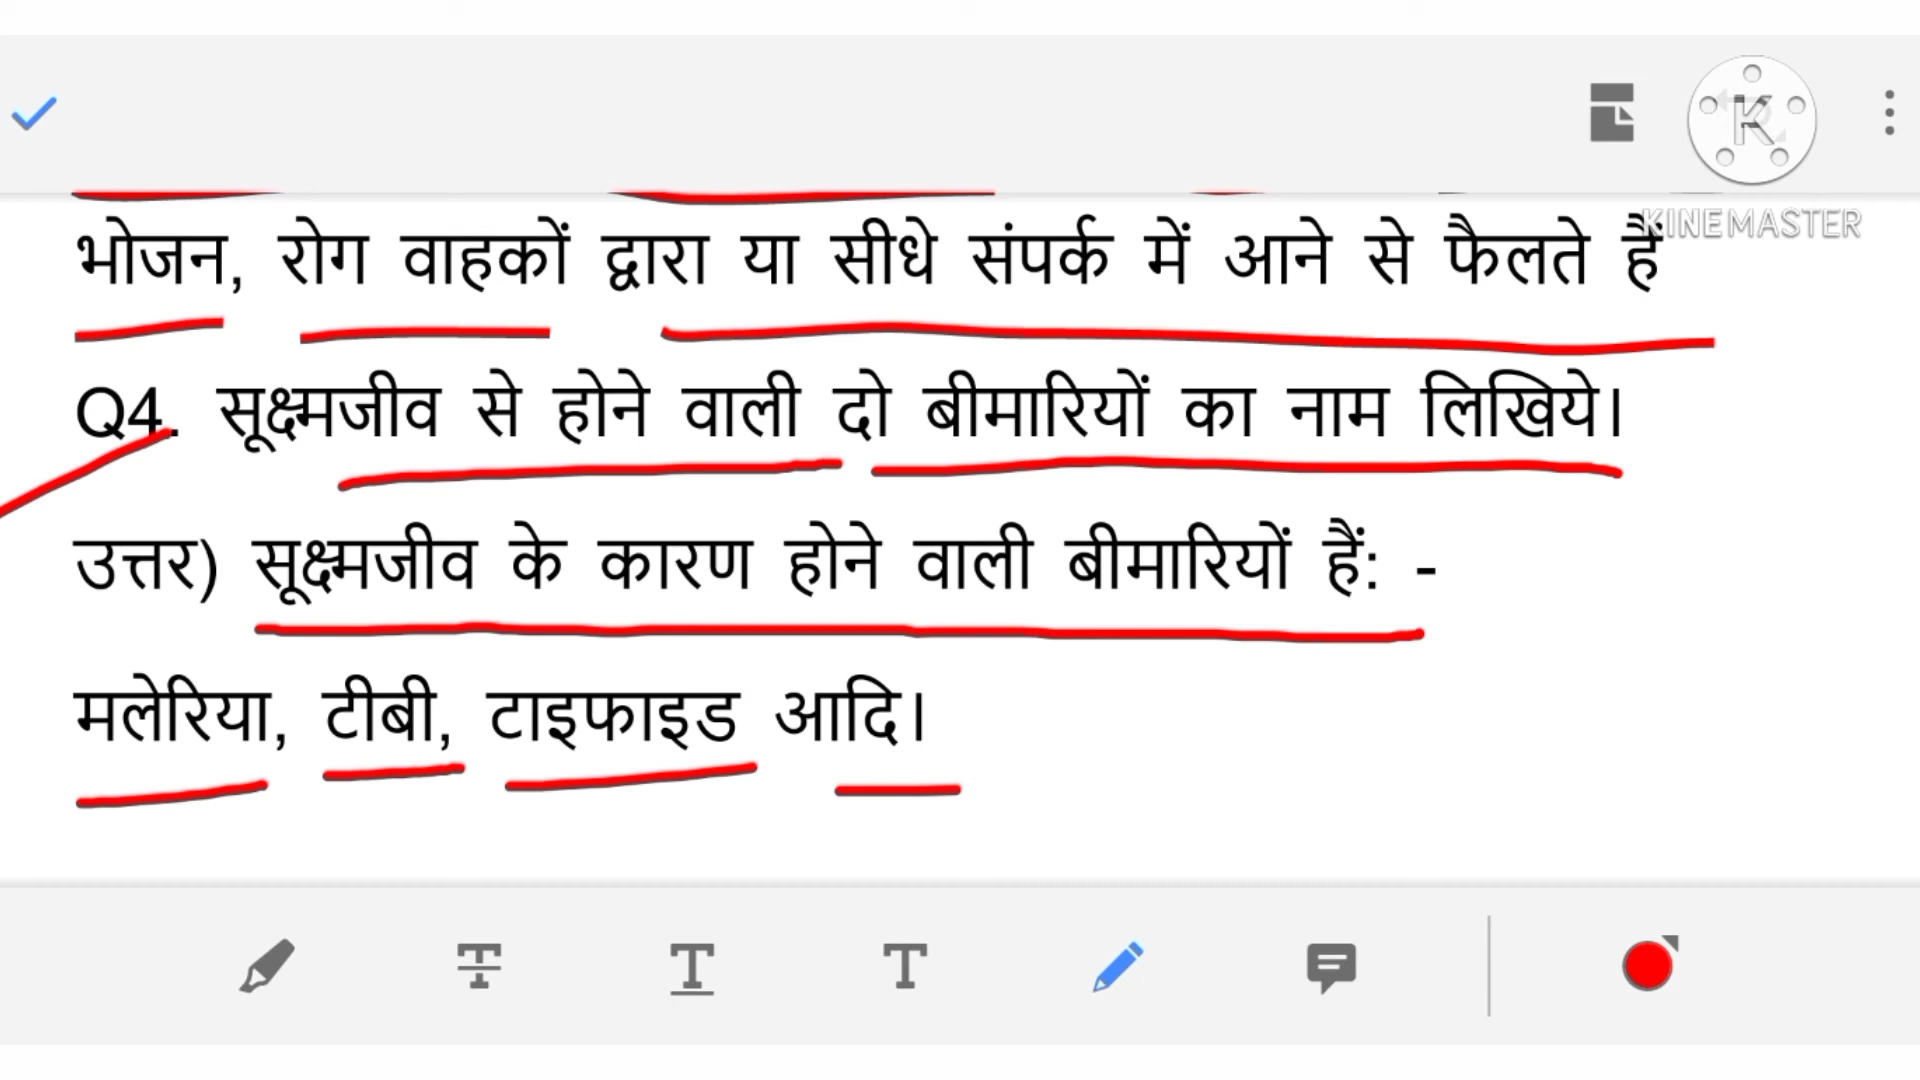 KINEMASTER
भोजन, रोग वाहकों द्वारा या सीधे संपर्क में आने से फैलते हैं
Q4. सूक्ष्मजीव से होने वाली दो बीमारियों का नाम लिखिये।
उत्तर) सूक्ष्मजीव के कारण होने वाली बीमारियों हैं: -
मलेरिया, टीबी, टाइफाइड आदि।